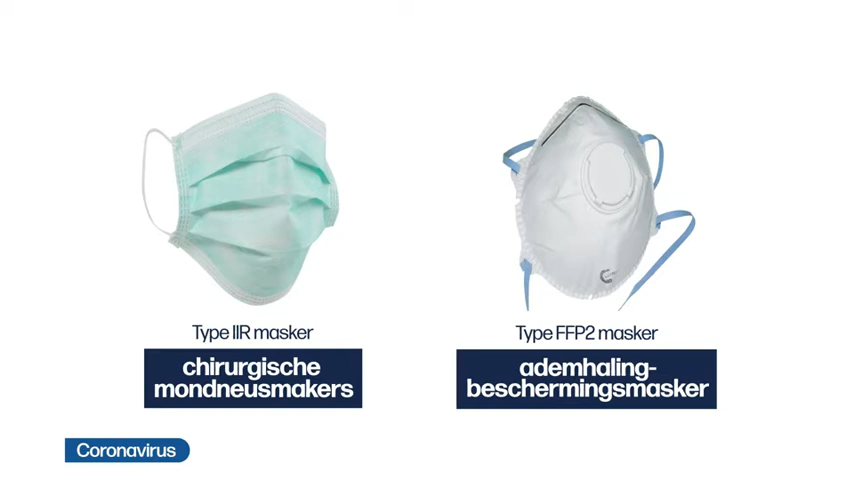 Type IIR masker
chirurgische
mondneusmakers
Type FFP2 masker
ademhaling-
beschermingsmasker
Coronavirus